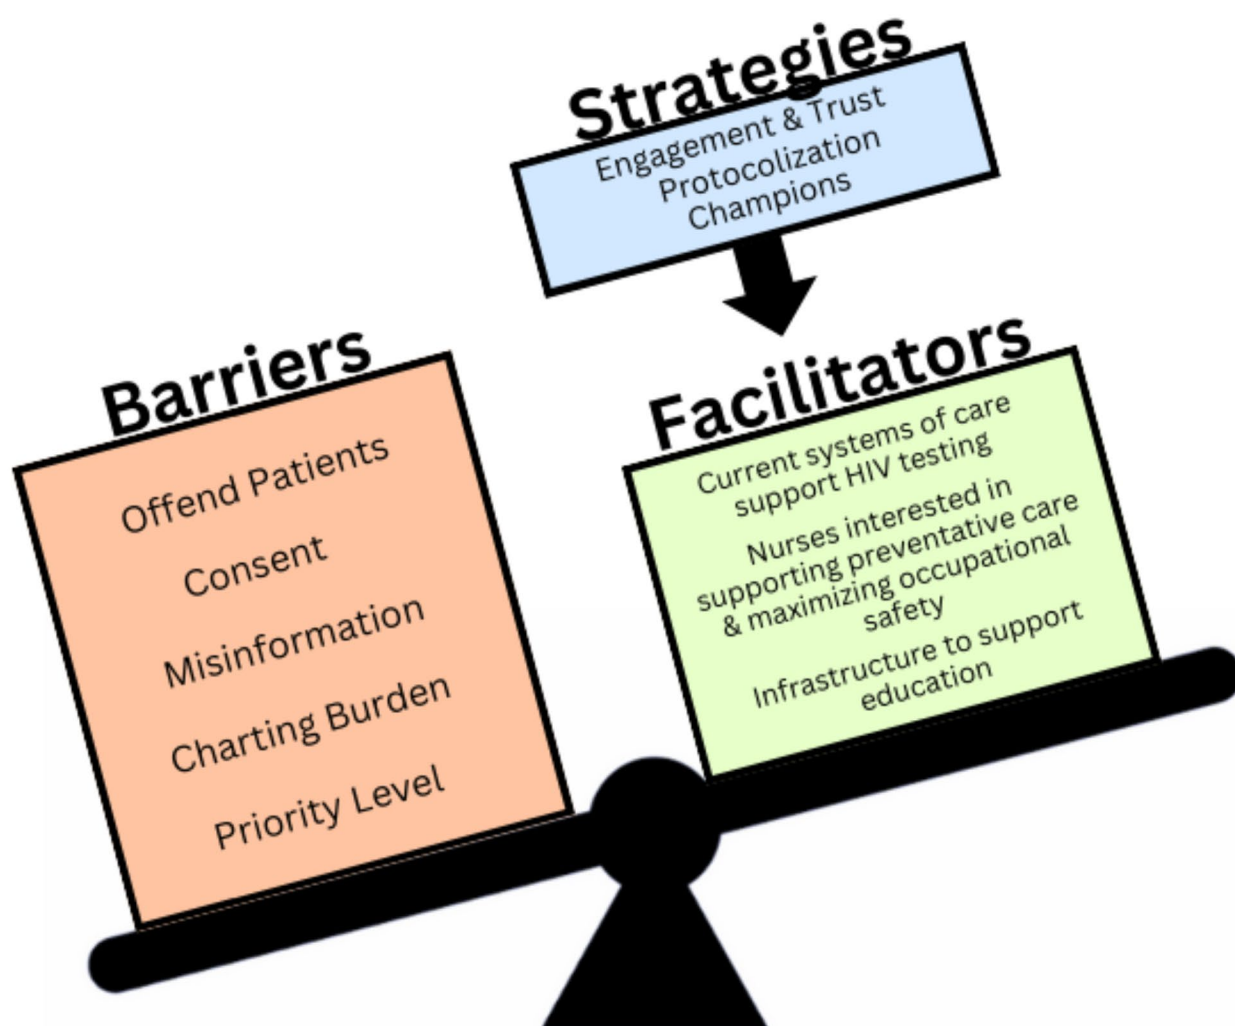 Strategies
Engagement & Trust
Protocolization
Champions
Barriers
Offend Patients
Consent
Misinformation
Charting Burden
Priority Level
Facilitators
Current systems of care
support HIV testing
Nurses interested in
supporting preventative care
& maximizing occupational
safety
Infrastructure to support
education